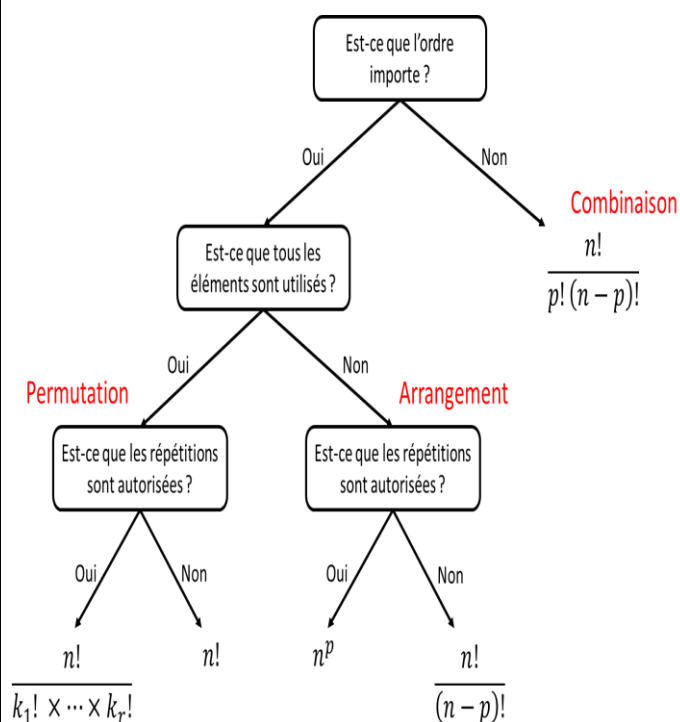 Est-ce que l'ordre
importe ?
Oui
Non
Combinaison
n!
p! (n − p)!
Est-ce que tous les
éléments sont utilisés ?
Oui
Non
Permutation
Arrangement
Est-ce que les répétitions
sont autorisées ?
Est-ce que les répétitions
sont autorisées ?
Oui
Non
Oui
Non
n!
k₁! × ⋯ × kᵣ!
n!
nᵖ
n!
(n − p)!